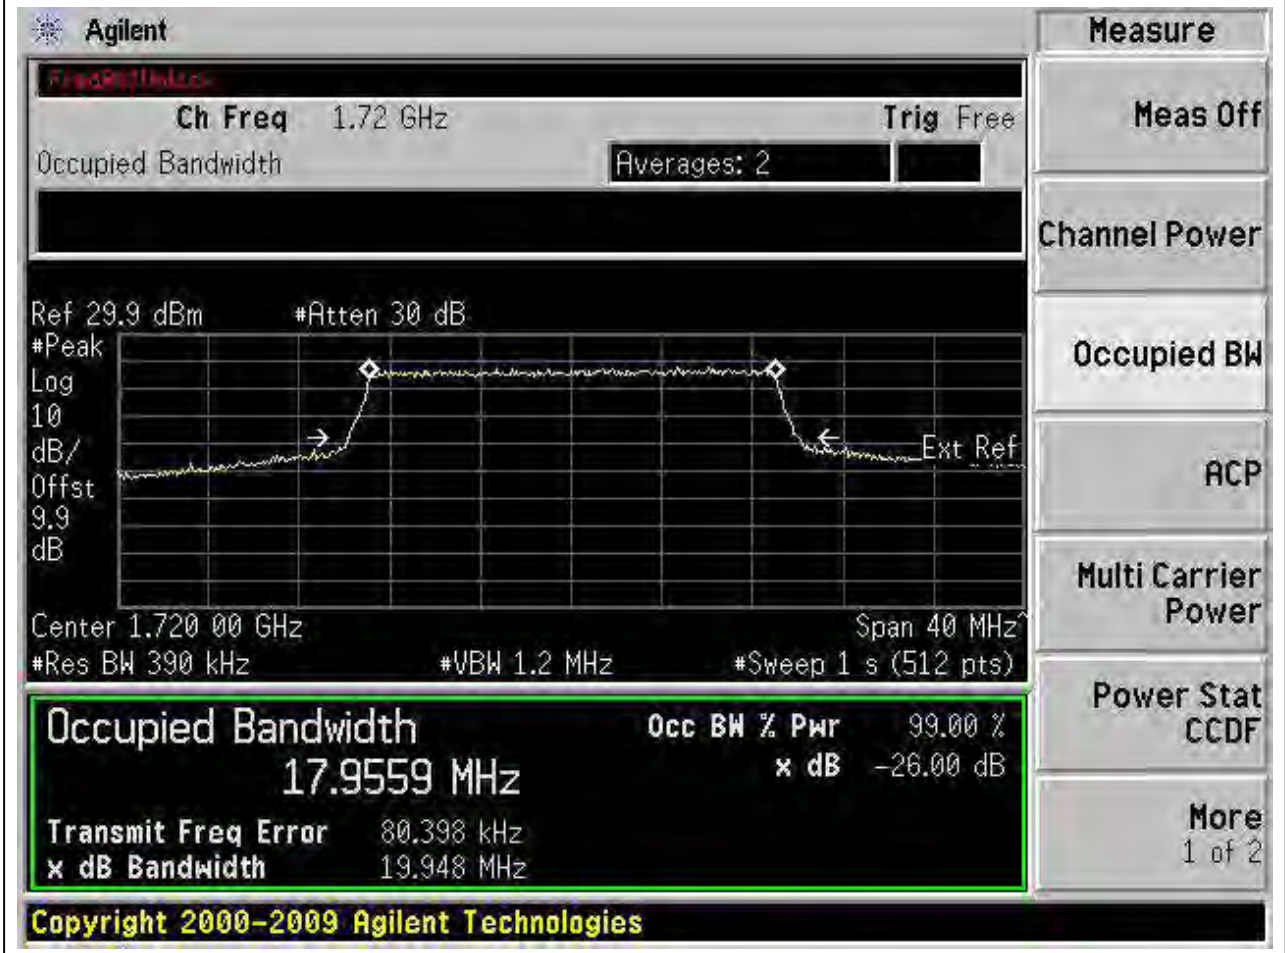 Agilent
Measure
Ch Freq 1.72 GHz Trig Free
Occupied Bandwidth Averages: 2
Meas Off
Channel Power
Occupied BW
ACP
Multi Carrier
Power
Power Stat
CCDF
More
1 of 2
Ref 29.9 dBm #Atten 30 dB
#Peak
Log
10
dB/
Offst
9.9
dB
Ext Ref
Center 1.720 00 GHz Span 40 MHz
#Res BW 390 kHz #VBW 1.2 MHz #Sweep 1 s (512 pts)
Occupied Bandwidth Occ BW % Pwr 99.00 %
17.9559 MHz x dB -26.00 dB
Transmit Freq Error 80.398 kHz
x dB Bandwidth 19.948 MHz
Copyright 2000-2009 Agilent Technologies